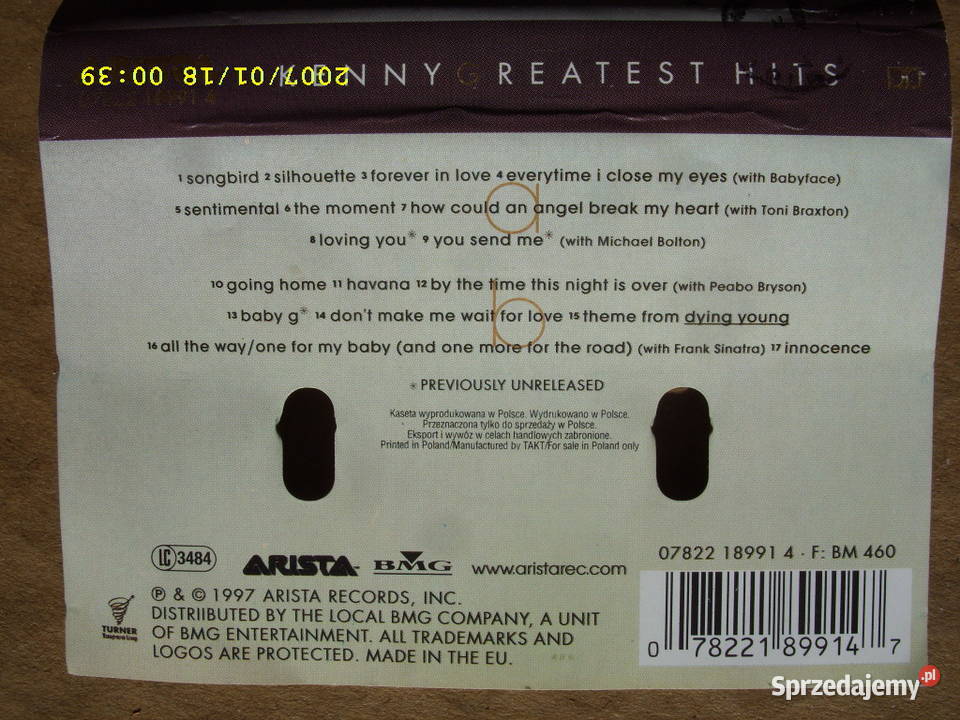 2007/01/18 00:39
KENNY G REATEST HITS
07822 18991 4
1 songbird 2 silhouette 3 forever in love 4 everytime i close my eyes (with Babyface)
a
5 sentimental 6 the moment 7 how could an angel break my heart (with Toni Braxton)
8 loving you* 9 you send me* (with Michael Bolton)
10 going home 11 havana 12 by the time this night is over (with Peabo Bryson)
b
13 baby g* 14 don't make me wait for love 15 theme from dying young
16 all the way/one for my baby (and one more for the road) (with Frank Sinatra) 17 innocence
* PREVIOUSLY UNRELEASED
Kaseta wyprodukowana w Polsce. Wydrukowano w Polsce.
Przeznaczona tylko do sprzedaży w Polsce.
Eksport i wywóz w celach handlowych zabronione.
Printed in Poland/Manufactured by TAKT/For sale in Poland only
LC 3484
ARISTA
BMG
www.aristarec.com
07822 18991 4 · F: BM 460
TURNER
℗ & © 1997 ARISTA RECORDS, INC.
DISTRIIBUTED BY THE LOCAL BMG COMPANY, A UNIT
OF BMG ENTERTAINMENT. ALL TRADEMARKS AND
LOGOS ARE PROTECTED. MADE IN THE EU.
0 78221 89914 7
Sprzedajemy.pl